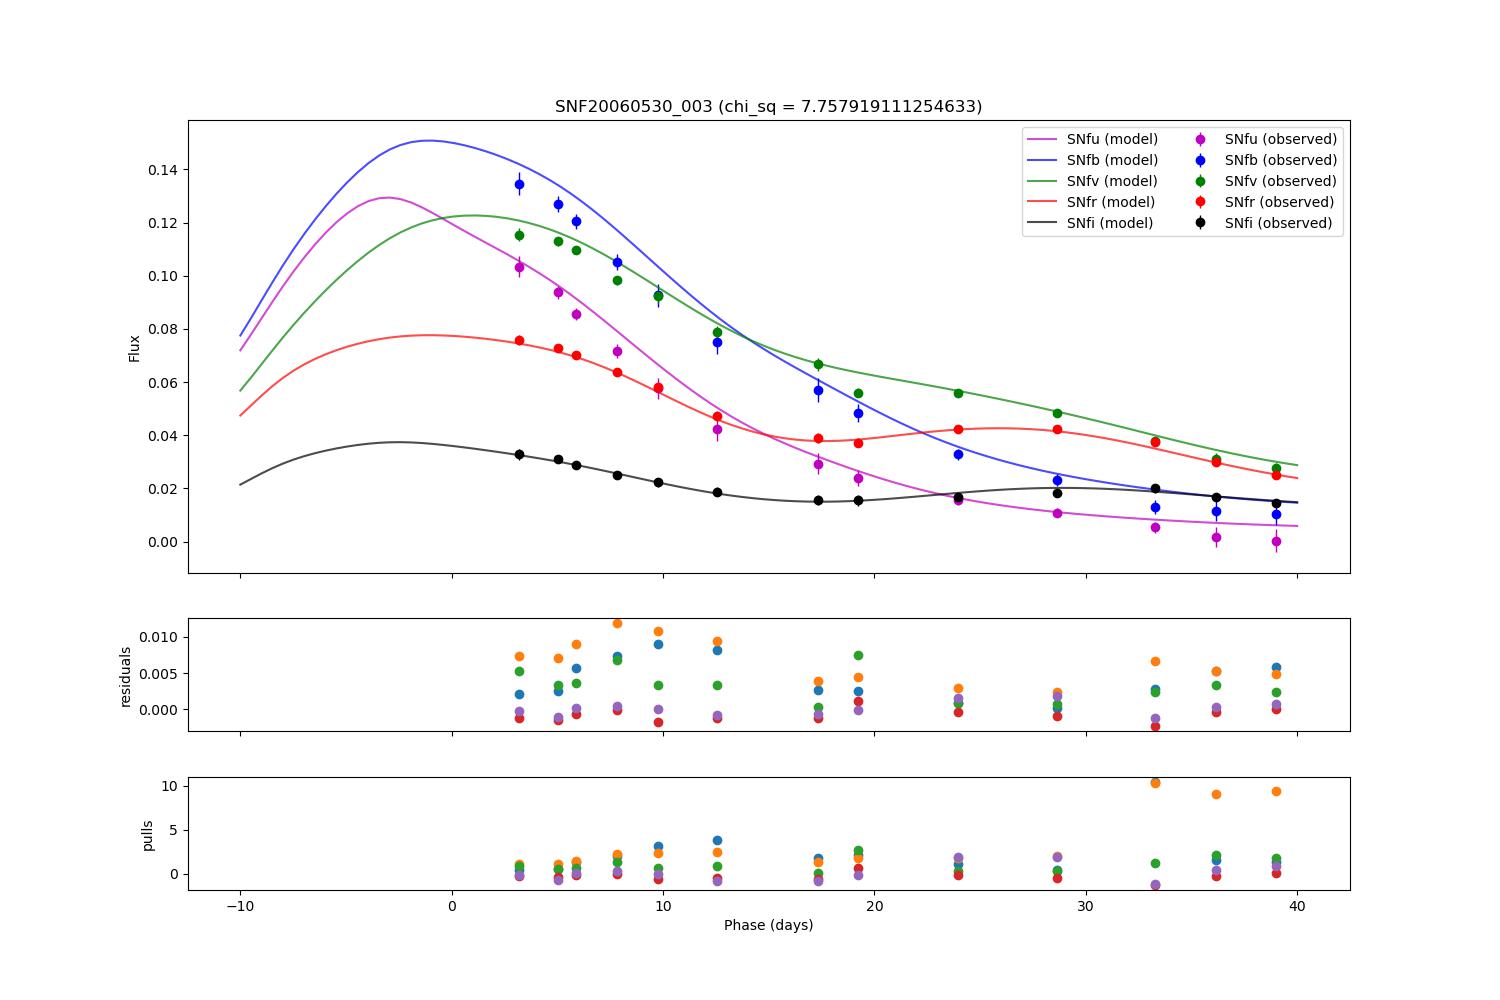 SNF20060530_003 (chi_sq = 7.757919111254633)
SNfu (model) SNfu (observed)
SNfb (model) SNfb (observed)
SNfv (model) SNfv (observed)
SNfr (model) SNfr (observed)
SNfi (model) SNfi (observed)
Flux
0.14
0.12
0.10
0.08
0.06
0.04
0.02
0.00
residuals
0.010
0.005
0.000
pulls
10
5
0
−10 0 10 20 30 40
Phase (days)